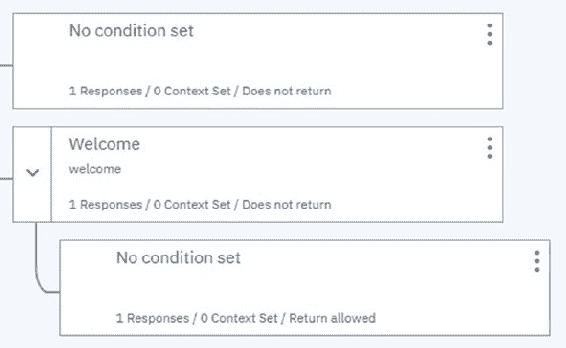 No condition set
1 Responses / 0 Context Set / Does not return
Welcome
welcome
1 Responses / 0 Context Set / Does not return
No condition set
1 Responses / 0 Context Set / Return allowed